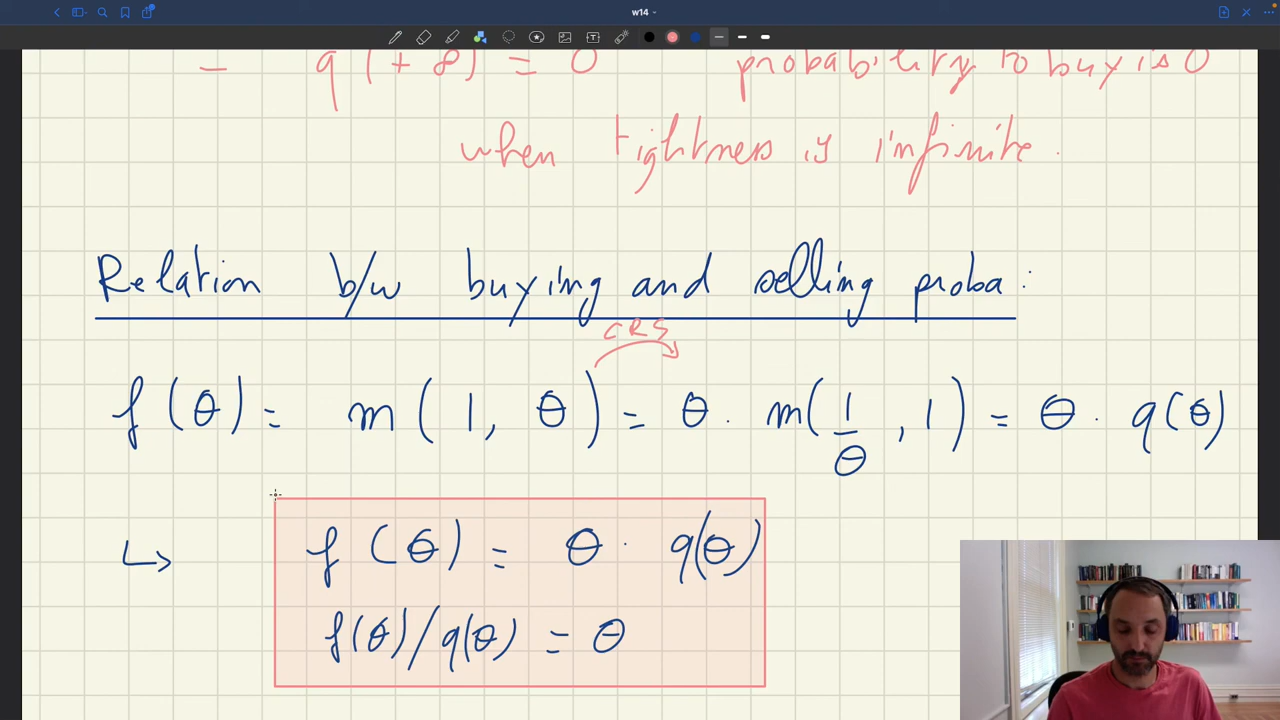 w14
- q(+∞) = 0 probability to buy is 0
when tightness is infinite.
Relation b/w buying and selling proba:
CRS
f(θ) = m(1, θ) = θ · m(1/θ, 1) = θ · q(θ)
↳ f(θ) = θ · q(θ)
f(θ)/q(θ) = θ